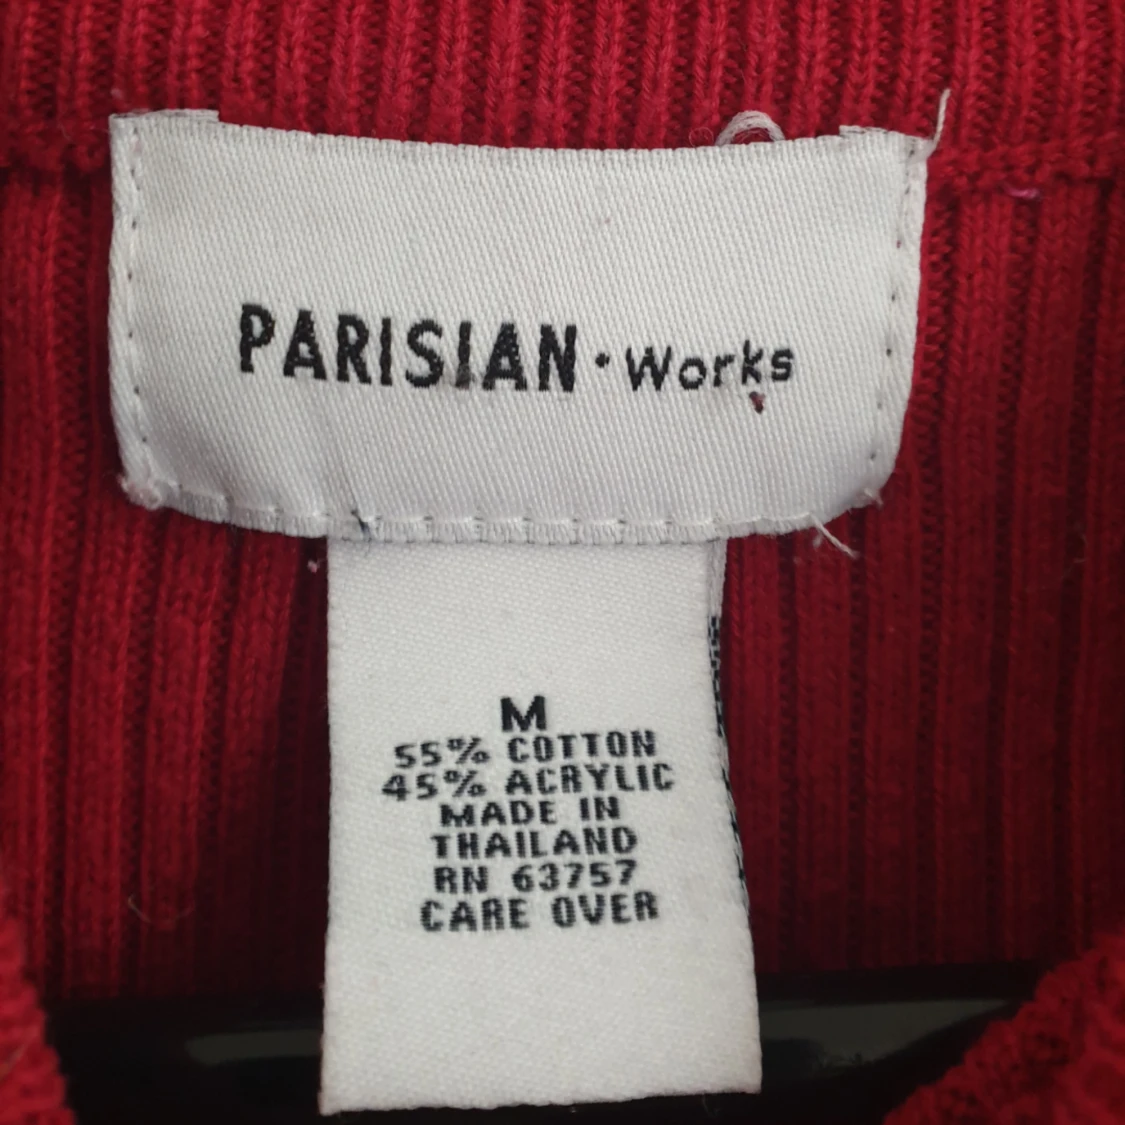 PARISIAN · Works
M
55% COTTON
45% ACRYLIC
MADE IN
THAILAND
RN 63757
CARE OVER